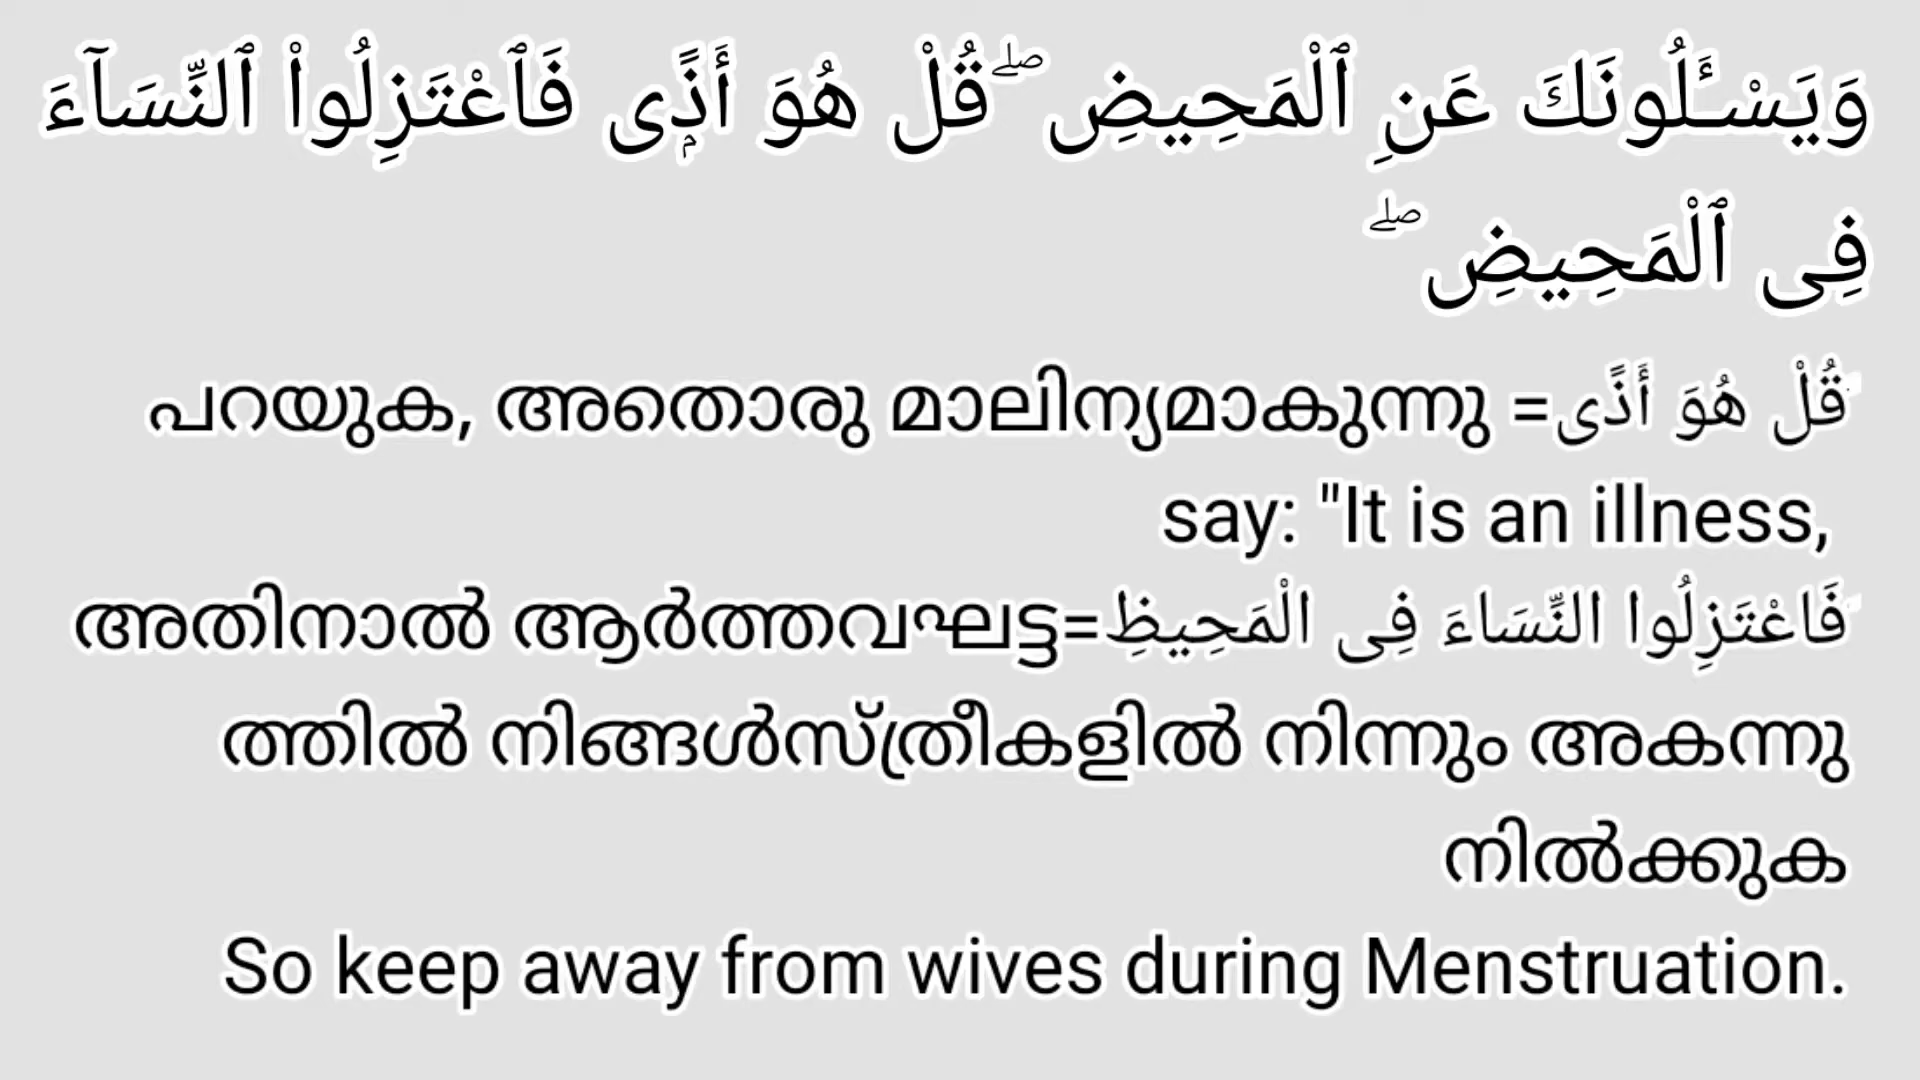 وَيَسْـَٔلُونَكَ عَنِ ٱلْمَحِيضِ ۖ قُلْ هُوَ أَذًۭى فَٱعْتَزِلُوا۟ ٱلنِّسَآءَ
فِى ٱلْمَحِيضِ ۖ
قُلْ هُوَ أَذًى= പറയുക, അതൊരു മാലിന്യമാകുന്നു
say: "It is an illness,
فَاعْتَزِلُوا النِّسَاءَ فِى الْمَحِيظِ=അതിനാൽ ആർത്തവഘട്ട
ത്തിൽ നിങ്ങൾസ്ത്രീകളിൽ നിന്നും അകന്നു
നിൽക്കുക
So keep away from wives during Menstruation.